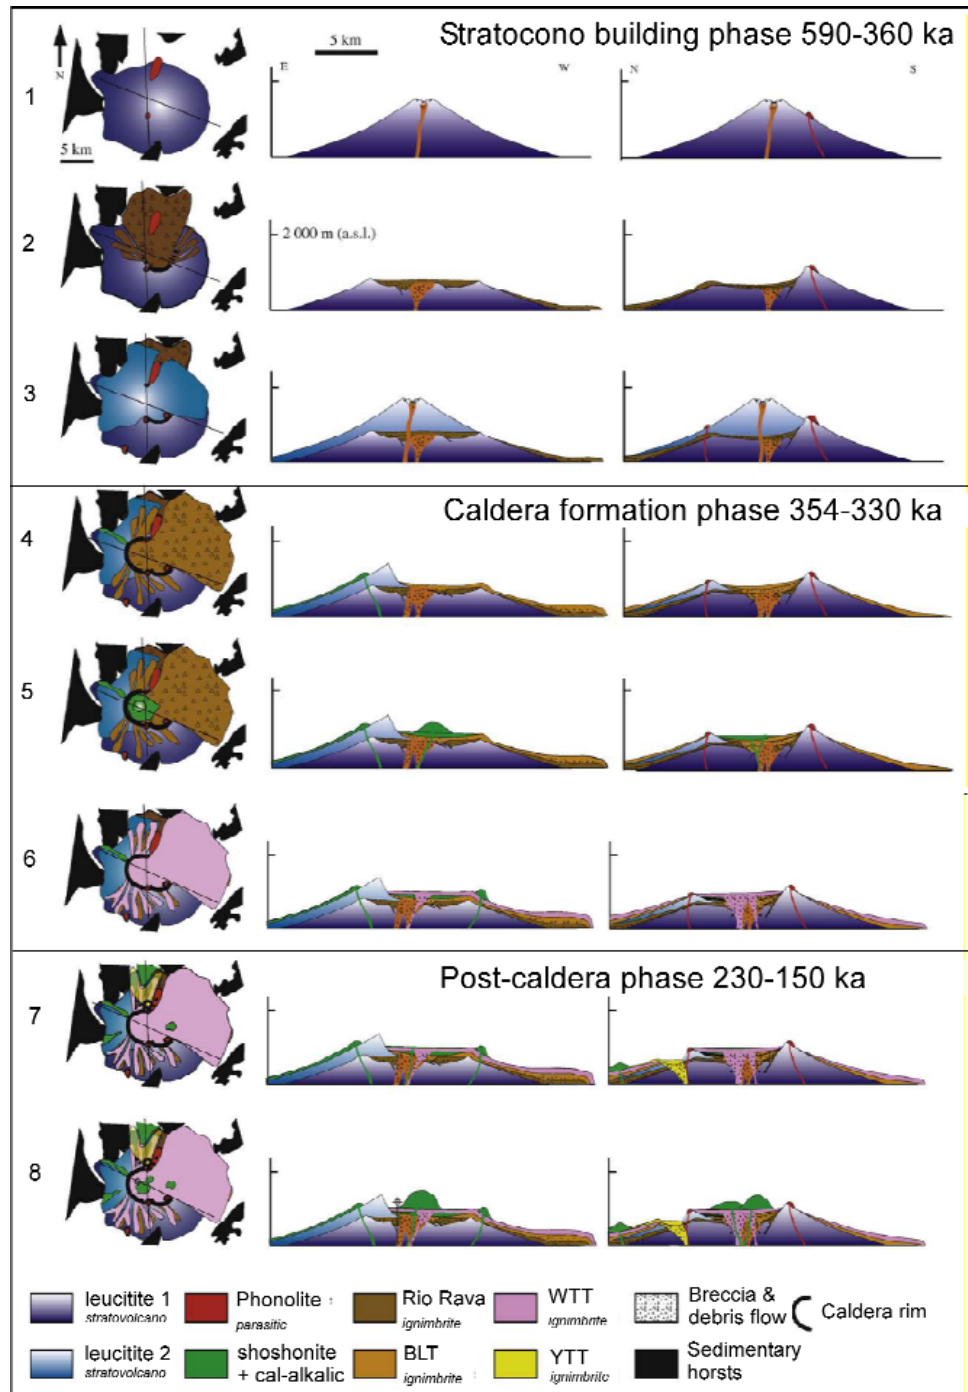 Stratocono building phase 590-360 ka
5 km
N
E
W
N
S
1
5 km
2
2 000 m (a.s.l.)
3
Caldera formation phase 354-330 ka
4
5
6
Post-caldera phase 230-150 ka
7
8
leucitite 1
stratovolcano
Phonolite
parasitic
Rio Rava
ignimbrite
WTT
ignimbrite
Breccia &
debris flow
Caldera rim
leucitite 2
stratovolcano
shoshonite
+ cal-alkalic
BLT
ignimbrite
YTT
ignimbrite
Sedimentary
horsts